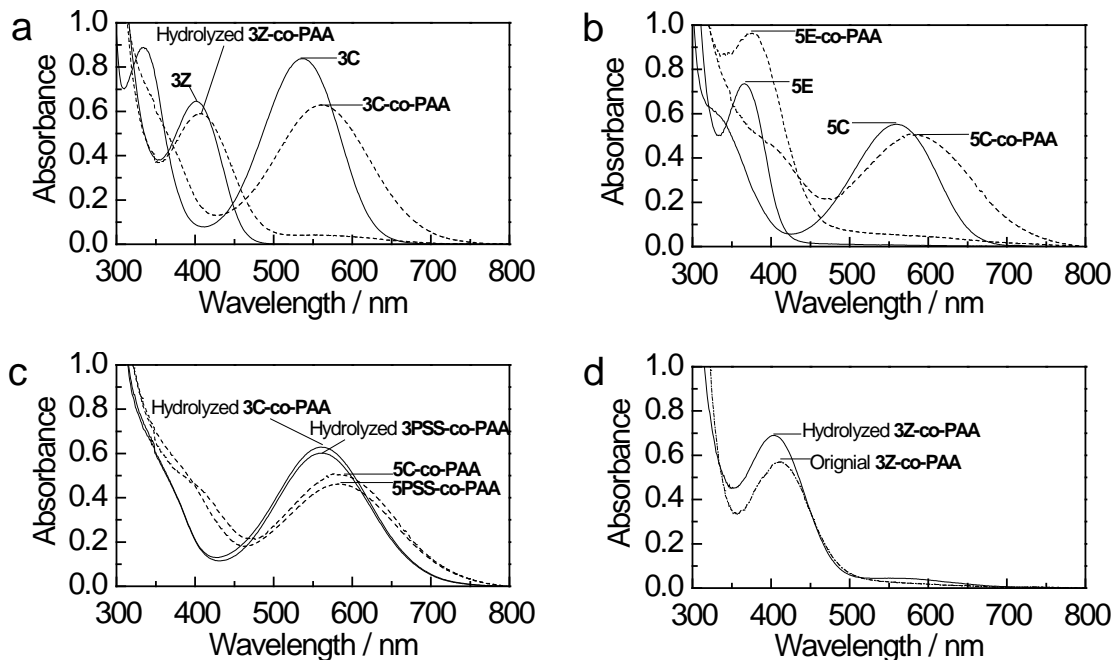 a
1.0
0.8
0.6
0.4
0.2
0.0
Absorbance
Hydrolyzed 3Z-co-PAA
3Z
3C
3C-co-PAA
300 400 500 600 700 800
Wavelength / nm
b
1.0
0.8
0.6
0.4
0.2
0.0
Absorbance
5E-co-PAA
5E
5C
5C-co-PAA
300 400 500 600 700 800
Wavelength / nm
c
1.0
0.8
0.6
0.4
0.2
0.0
Absorbance
Hydrolyzed 3C-co-PAA
Hydrolyzed 3PSS-co-PAA
5C-co-PAA
5PSS-co-PAA
300 400 500 600 700 800
Wavelength / nm
d
1.0
0.8
0.6
0.4
0.2
0.0
Absorbance
Hydrolyzed 3Z-co-PAA
Orignial 3Z-co-PAA
300 400 500 600 700 800
Wavelength / nm